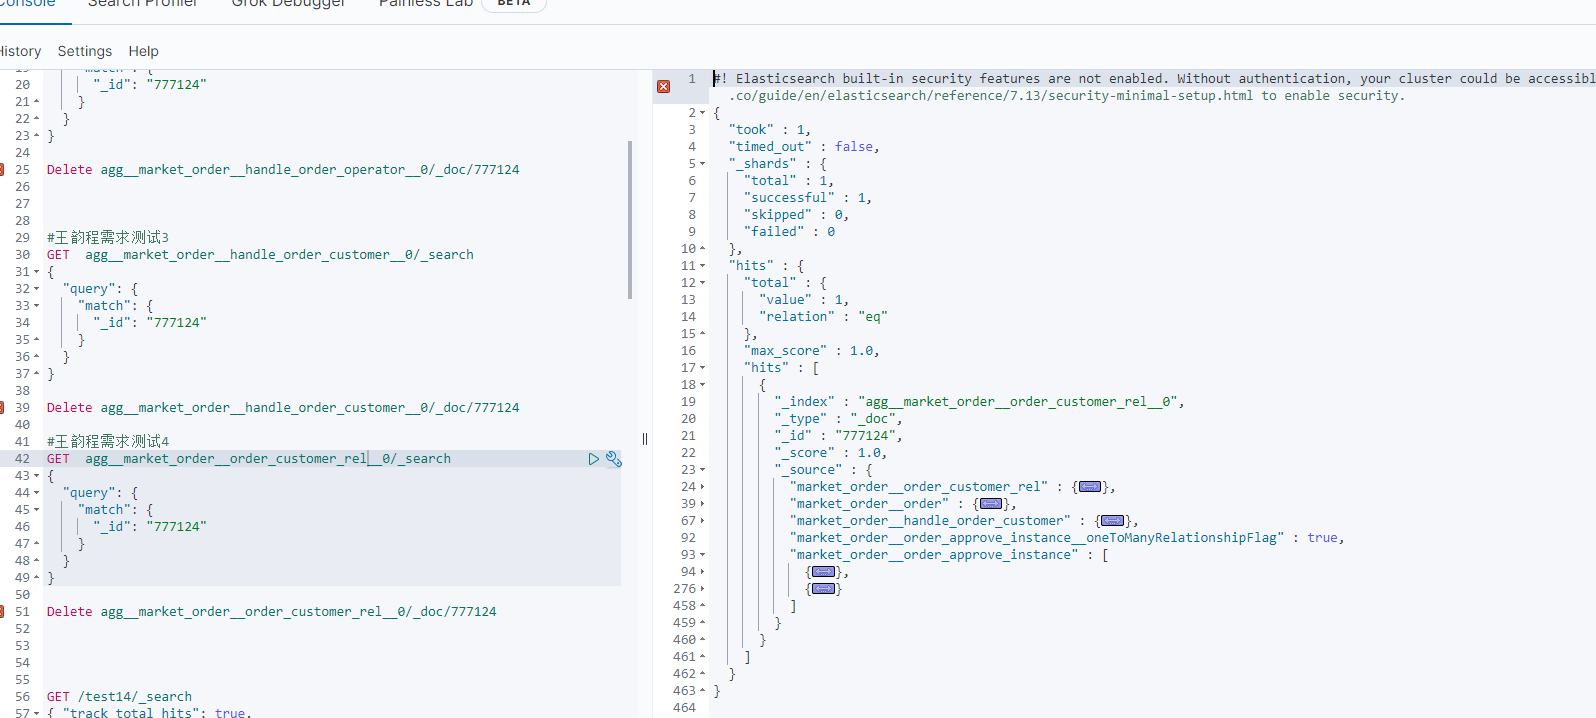 Console Search Profiler Grok Debugger Painless Lab BETA
History Settings Help
20 "_id": "777124"
21 }
22 }
23 }
24
25 Delete agg__market_order__handle_order_operator__0/_doc/777124
26
27
28
29 #王韵程需求测试3
30 GET  agg__market_order__handle_order_customer__0/_search
31 {
32 "query": {
33 "match": {
34 "_id": "777124"
35 }
36 }
37 }
38
39 Delete agg__market_order__handle_order_customer__0/_doc/777124
40
41 #王韵程需求测试4
42 GET  agg__market_order__order_customer_rel__0/_search
43 {
44 "query": {
45 "match": {
46 "_id": "777124"
47 }
48 }
49 }
50
51 Delete agg__market_order__order_customer_rel__0/_doc/777124
52
53
54
55
56 GET /test14/_search
57 { "track_total_hits": true,
1 #! Elasticsearch built-in security features are not enabled. Without authentication, your cluster could be accessibl
.co/guide/en/elasticsearch/reference/7.13/security-minimal-setup.html to enable security.
2 {
3 "took" : 1,
4 "timed_out" : false,
5 "_shards" : {
6 "total" : 1,
7 "successful" : 1,
8 "skipped" : 0,
9 "failed" : 0
10 },
11 "hits" : {
12 "total" : {
13 "value" : 1,
14 "relation" : "eq"
15 },
16 "max_score" : 1.0,
17 "hits" : [
18 {
19 "_index" : "agg__market_order__order_customer_rel__0",
20 "_type" : "_doc",
21 "_id" : "777124",
22 "_score" : 1.0,
23 "_source" : {
24 "market_order__order_customer_rel" : {},
39 "market_order__order" : {},
67 "market_order__handle_order_customer" : {},
92 "market_order__order_approve_instance__oneToManyRelationshipFlag" : true,
93 "market_order__order_approve_instance" : [
94 {},
276 {}
458 ]
459 }
460 }
461 ]
462 }
463 }
464